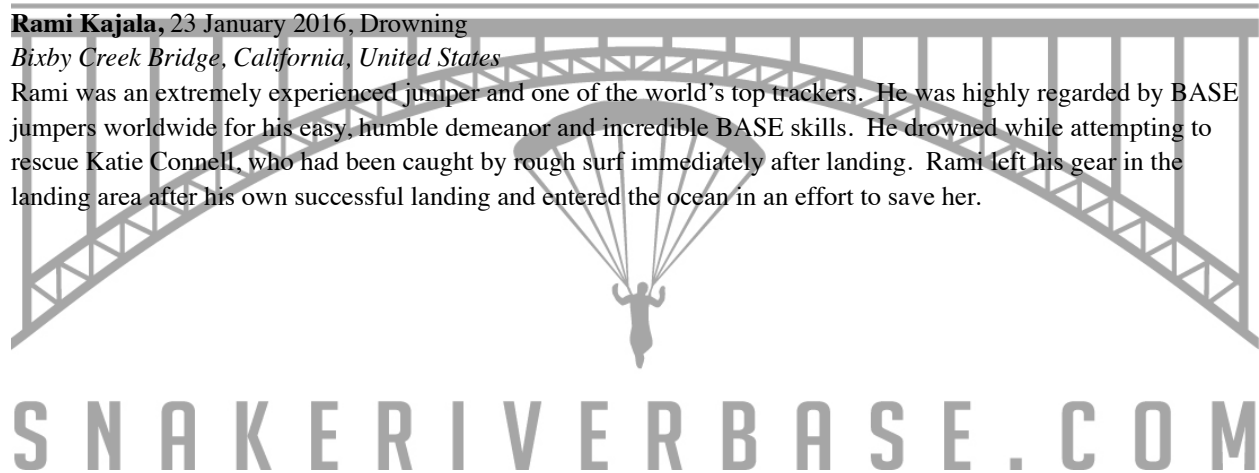 Rami Kajala, 23 January 2016, Drowning
Bixby Creek Bridge, California, United States
Rami was an extremely experienced jumper and one of the world’s top trackers.  He was highly regarded by BASE
jumpers worldwide for his easy, humble demeanor and incredible BASE skills.  He drowned while attempting to
rescue Katie Connell, who had been caught by rough surf immediately after landing.  Rami left his gear in the
landing area after his own successful landing and entered the ocean in an effort to save her.
SNAKERIVERBASE.COM